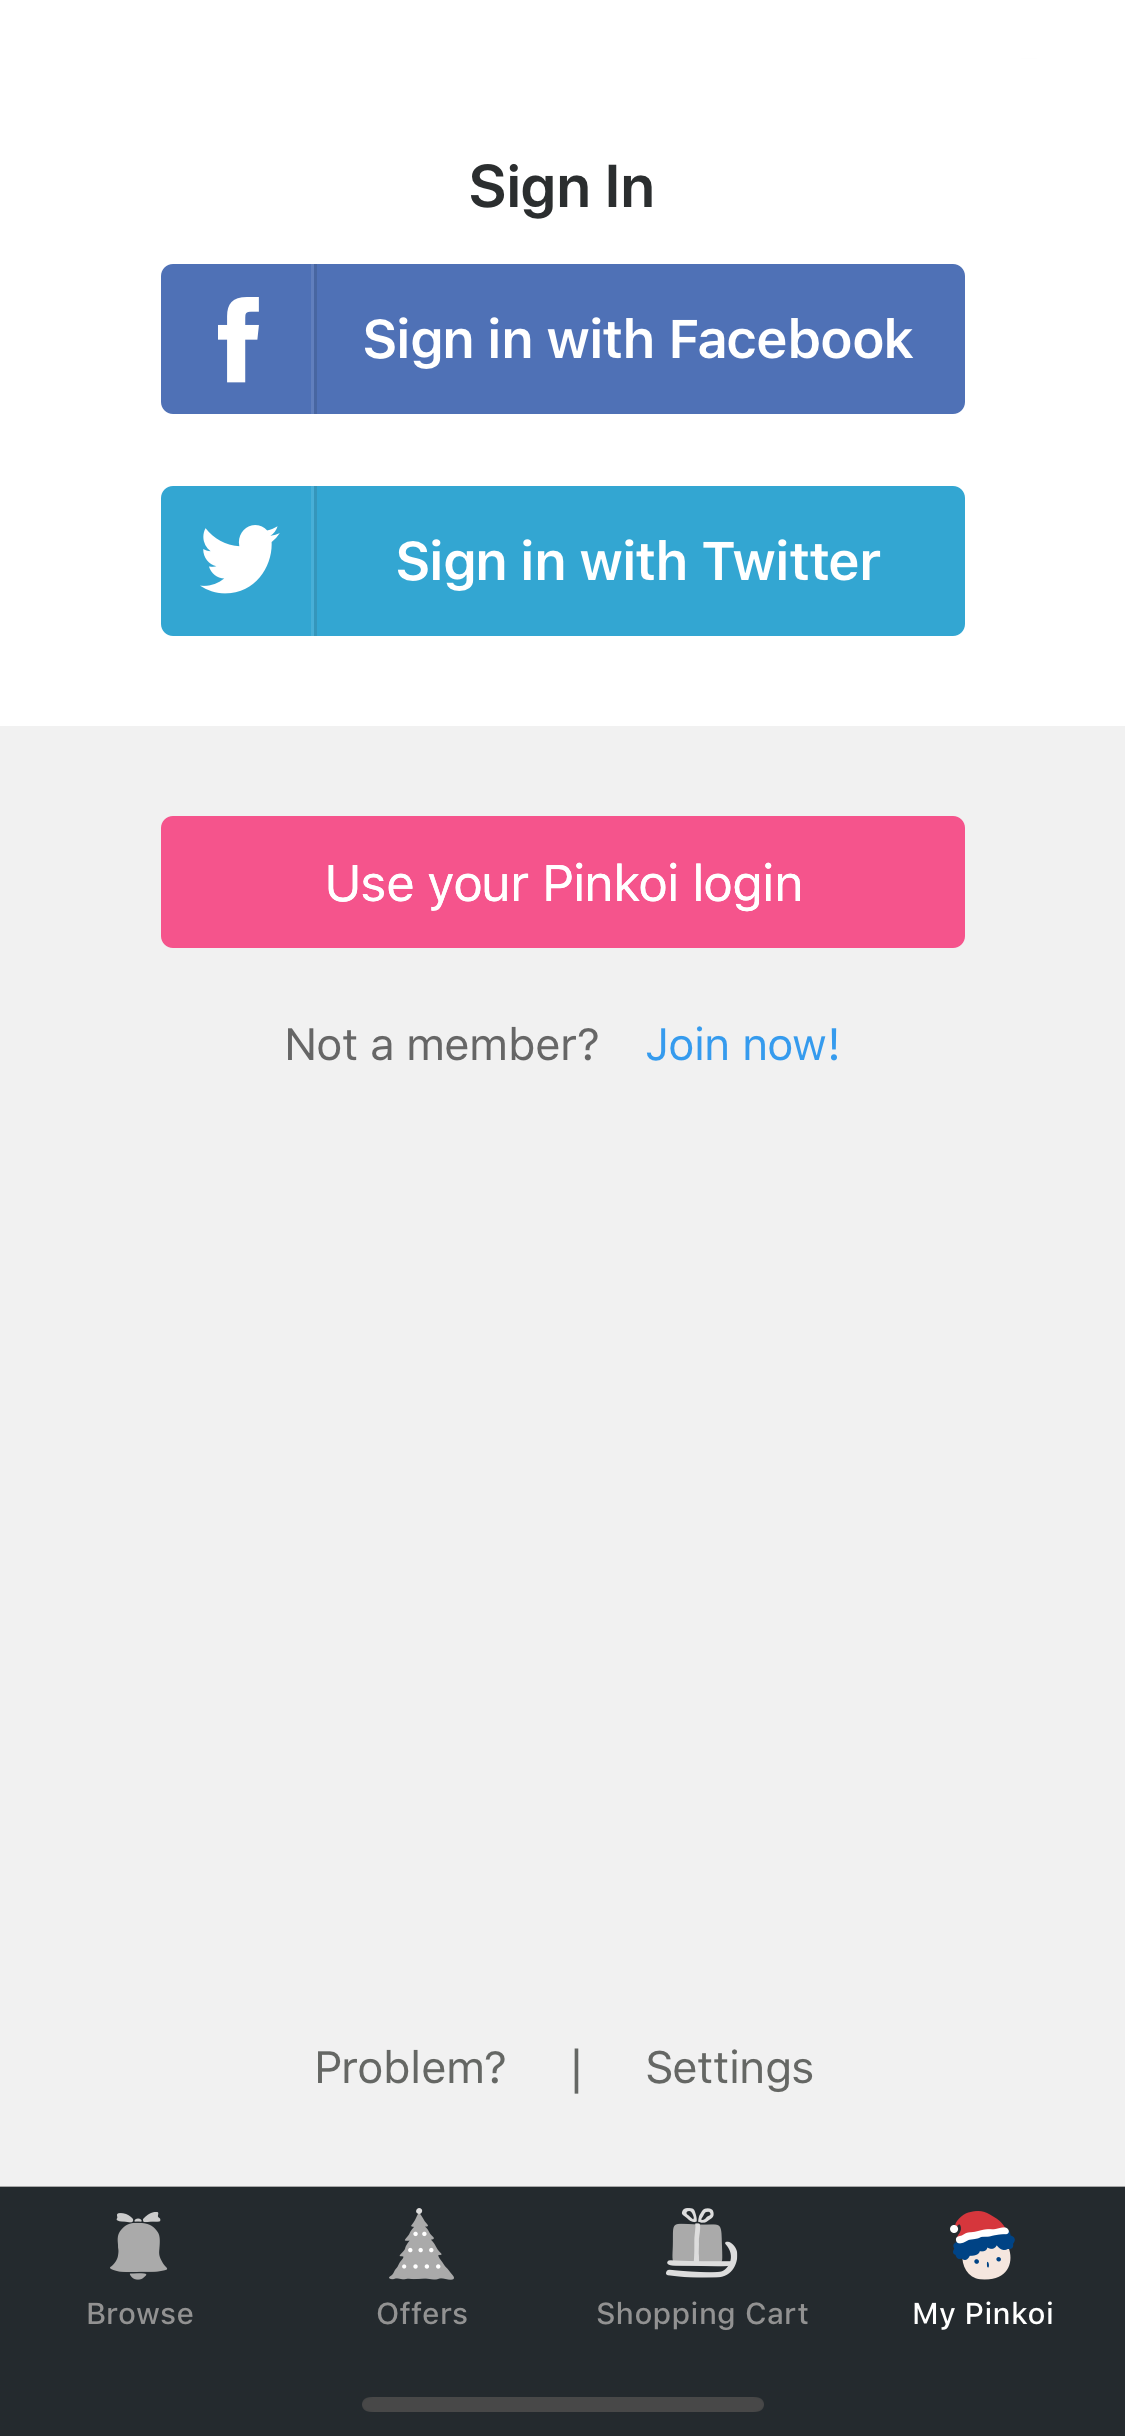 Sign In
Sign in with Facebook
Sign in with Twitter
Use your Pinkoi login
Not a member? Join now!
Problem? | Settings
Browse Offers Shopping Cart My Pinkoi